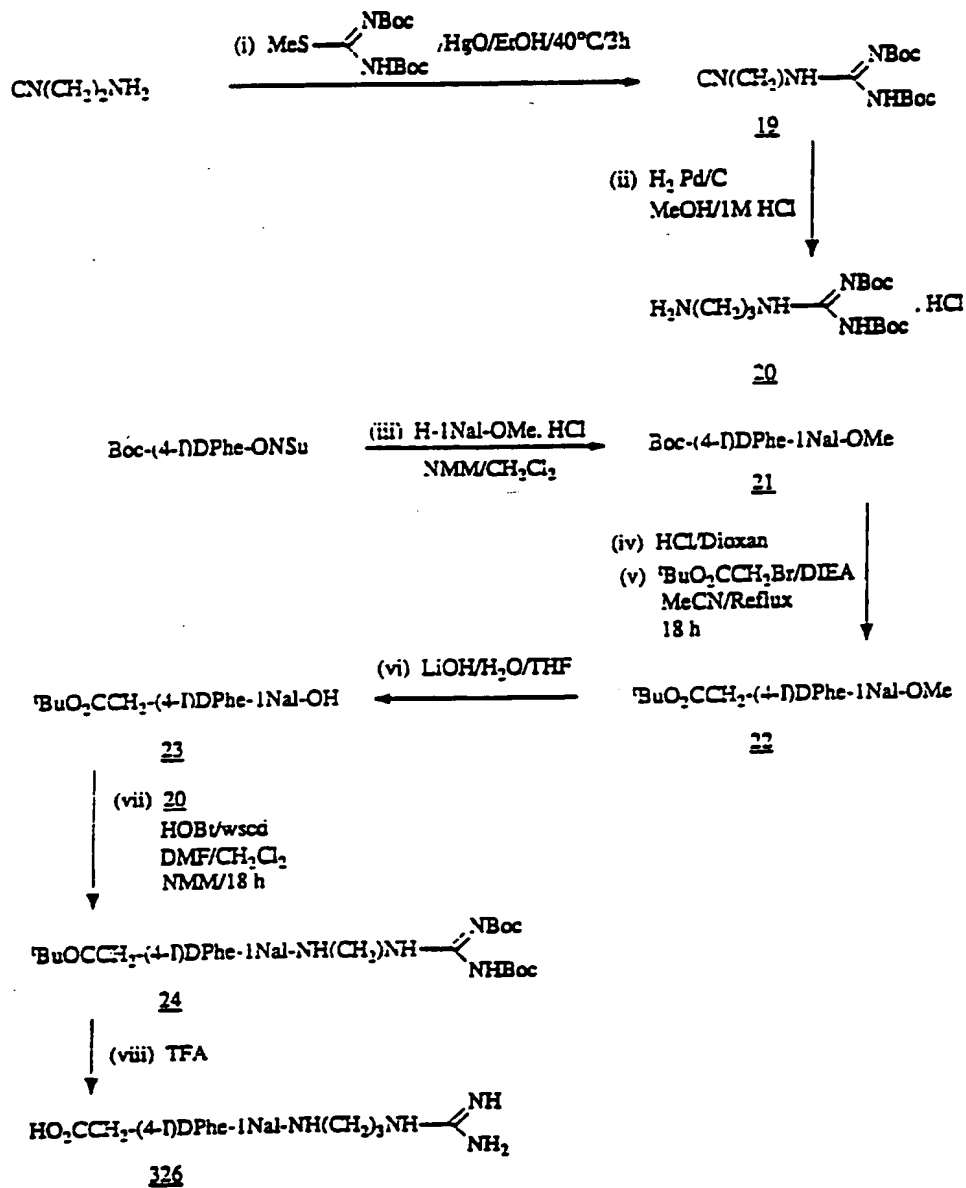 (i) MeS NBoc NHBoc /HgO/EtOH/40°C/3h
CN(CH₂)₂NH₂
CN(CH₂)NH NBoc NHBoc
19
(ii) H₂ Pd/C
MeOH/1M HCl
H₂N(CH₂)₃NH NBoc NHBoc . HCl
20
Boc-(4-I)DPhe-ONSu
(iii) H-1Nal-OMe. HCl
NMM/CH₂Cl₂
Boc-(4-I)DPhe-1Nal-OMe
21
(iv) HCl/Dioxan
(v) ᵗBuO₂CCH₂Br/DIEA
MeCN/Reflux
18 h
ᵗBuO₂CCH₂-(4-I)DPhe-1Nal-OMe
22
(vi) LiOH/H₂O/THF
ᵗBuO₂CCH₂-(4-I)DPhe-1Nal-OH
23
(vii) 20
HOBt/wscd
DMF/CH₂Cl₂
NMM/18 h
ᵗBuOCCH₂-(4-I)DPhe-1Nal-NH(CH₂)NH NBoc NHBoc
24
(viii) TFA
HO₂CCH₂-(4-I)DPhe-1Nal-NH(CH₂)₃NH NH NH₂
326